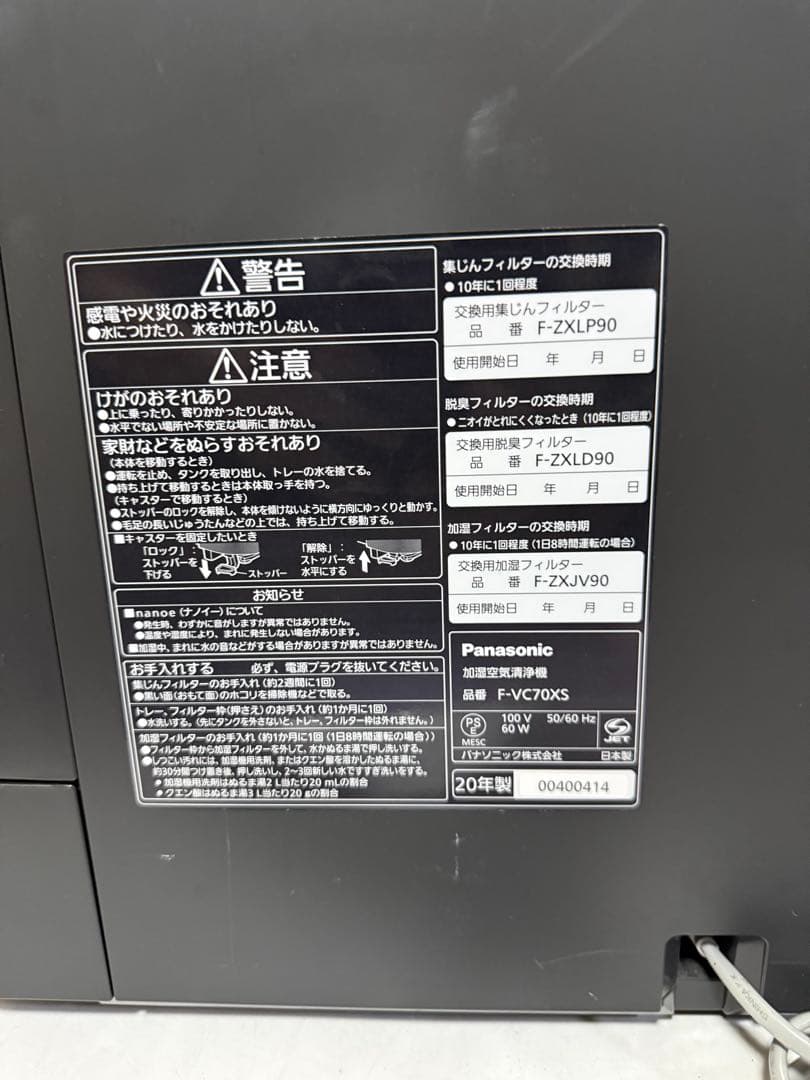 ⚠警告
感電や火災のおそれあり
●水につけたり、水をかけたりしない。
⚠注意
けがのおそれあり
●上に乗ったり、寄りかかったりしない。
●水平でない場所や不安定な場所に置かない。
家財などをぬらすおそれあり
(本体を移動するとき)
●運転を止め、タンクを取り出し、トレーの水を捨てる。
●持ち上げて移動するときは本体取っ手を持つ。
(キャスターで移動するとき)
●ストッパーのロックを解除し、本体を傾けないように横方向にゆっくりと動かす。
●毛足の長いじゅうたんなどの上では、持ち上げて移動する。
■キャスターを固定したいとき
「ロック」:
ストッパーを
下げる
ストッパー
「解除」:
ストッパーを
水平にする
お知らせ
■nanoe(ナノイー)について
●発生時、わずかに音がしますが異常ではありません。
●温度や湿度により、まれに発生しない場合があります。
■加湿中、まれに水の音などがする場合がありますが異常ではありません。
お手入れする 必ず、電源プラグを抜いてください。
集じんフィルターのお手入れ(約2週間に1回)
●黒い面(おもて面)のホコリを掃除機などで取る。
トレー、フィルター枠(押さえ)のお手入れ(約1か月に1回)
●水洗いする。(先にタンクを外さないと、トレー、フィルター枠は外れません。)
加湿フィルターのお手入れ(約1か月に1回(1日8時間運転の場合))
●フィルター枠から加湿フィルターを外して、水かぬるま湯で押し洗いする。
●しつこい汚れには、加湿機用洗剤、またはクエン酸を溶かしたぬるま湯に、
約30分間つけ置き後、押し洗いし、2~3回新しい水ですすぎ洗いをする。
※加湿機用洗剤はぬるま湯2 L当たり20 mLの割合
※クエン酸はぬるま湯3 L当たり20 gの割合
集じんフィルターの交換時期
●10年に1回程度
交換用集じんフィルター
品 番 F-ZXLP90
使用開始日 年 月 日
脱臭フィルターの交換時期
●ニオイがとれにくくなったとき(10年に1回程度)
交換用脱臭フィルター
品 番 F-ZXLD90
使用開始日 年 月 日
加湿フィルターの交換時期
●10年に1回程度(1日8時間運転の場合)
交換用加湿フィルター
品 番 F-ZXJV90
使用開始日 年 月 日
Panasonic
加湿空気清浄機
品番 F-VC70XS
PS
E
MESC
100 V 50/60 Hz
60 W
JET
パナソニック株式会社 日本製
20年製 00400414